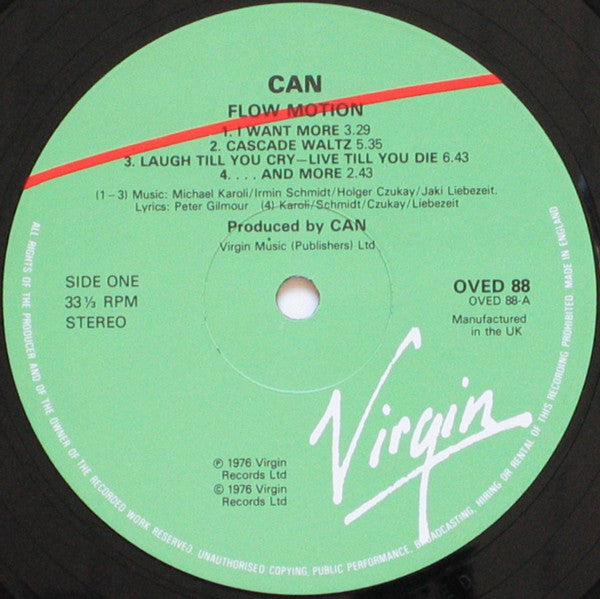 CAN
FLOW MOTION
1. I WANT MORE 3.29
2. CASCADE WALTZ 5.35
3. LAUGH TILL YOU CRY—LIVE TILL YOU DIE 6.43
4. . . . AND MORE 2.43
(1–3) Music: Michael Karoli/Irmin Schmidt/Holger Czukay/Jaki Liebezeit.
Lyrics: Peter Gilmour (4) Karoli/Schmidt/Czukay/Liebezeit
Produced by CAN
Virgin Music (Publishers) Ltd
SIDE ONE
33⅓ RPM
STEREO
OVED 88
OVED 88-A
Manufactured
in the UK
Virgin
℗ 1976 Virgin
Records Ltd
© 1976 Virgin
Records Ltd
ALL RIGHTS OF THE PRODUCER AND OF THE OWNER OF THE RECORDED WORK RESERVED. UNAUTHORISED COPYING, PUBLIC PERFORMANCE, BROADCASTING, HIRING OR RENTAL OF THIS RECORDING PROHIBITED. MADE IN ENGLAND